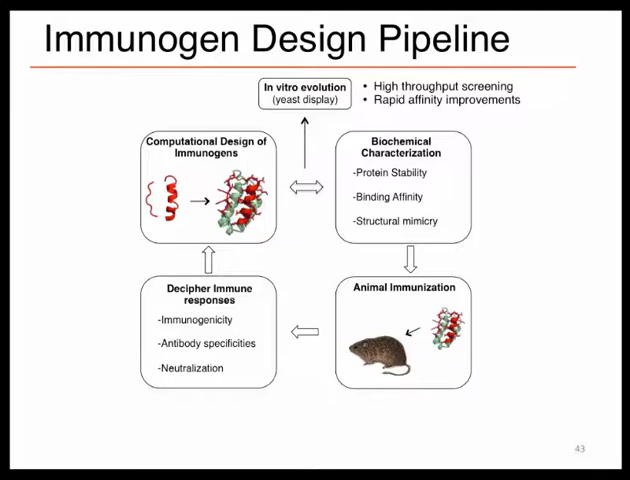 Immunogen Design Pipeline
In vitro evolution
(yeast display)
• High throughput screening
• Rapid affinity improvements
Computational Design of
Immunogens
Biochemical
Characterization
-Protein Stability
-Binding Affinity
-Structural mimicry
Decipher Immune
responses
-Immunogenicity
-Antibody specificities
-Neutralization
Animal Immunization
43